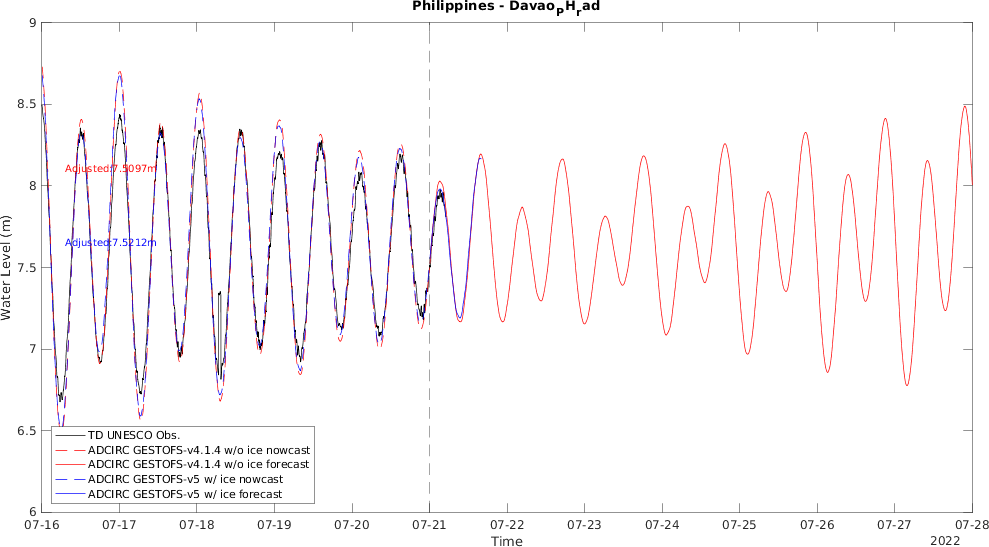 Philippines - DavaopHrad
9
8.5
8
7.5
7
6.5
6
Water Level (m)
Adjusted:7.5097m
Adjusted:7.5212m
TD UNESCO Obs.
ADCIRC GESTOFS-v4.1.4 w/o ice nowcast
ADCIRC GESTOFS-v4.1.4 w/o ice forecast
ADCIRC GESTOFS-v5 w/ ice nowcast
ADCIRC GESTOFS-v5 w/ ice forecast
07-16 07-17 07-18 07-19 07-20 07-21 07-22 07-23 07-24 07-25 07-26 07-27 07-28
Time
2022